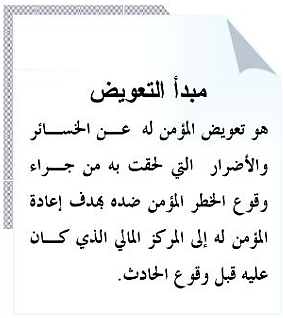 مبدأ التعويض
هو تعويض المؤمن له عن الخسائر
والأضرار التي لحقت به من جراء
وقوع الخطر المؤمن ضده بهدف إعادة
المؤمن له إلى المركز المالي الذي كان
عليه قبل وقوع الحادث.